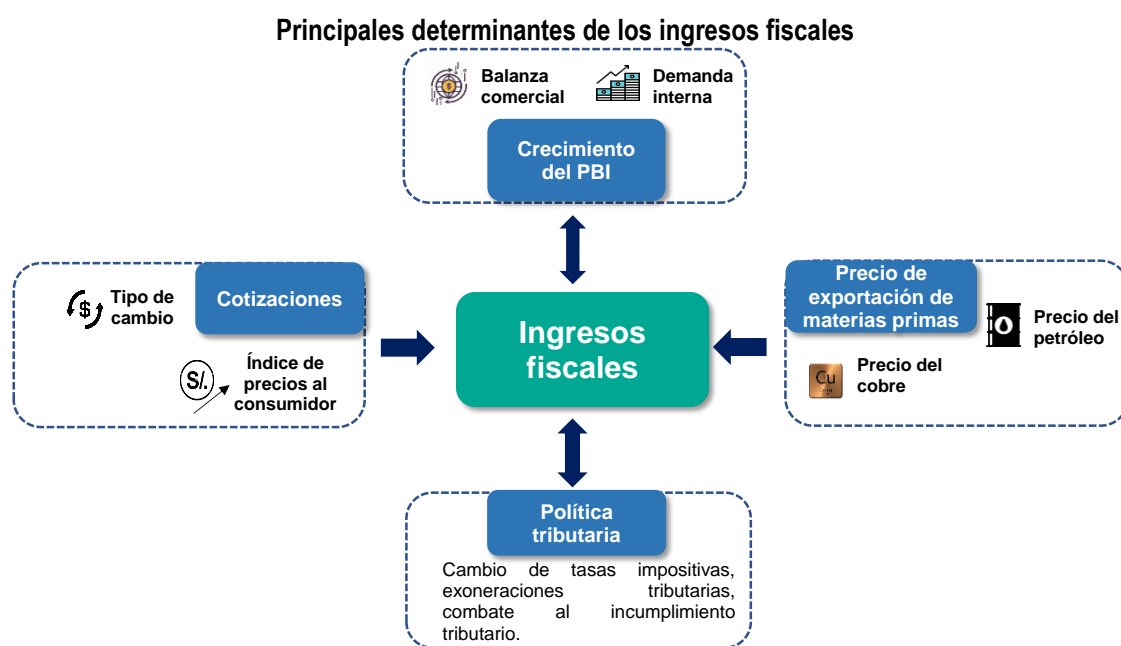 Principales determinantes de los ingresos fiscales
Balanza
comercial
Demanda
interna
Crecimiento
del PBI
Cotizaciones
Tipo de
cambio
S/.
Índice de
precios al
consumidor
Ingresos
fiscales
Precio de
exportación de
materias primas
Precio del
petróleo
Cu
Precio del
cobre
Política
tributaria
Cambio de tasas impositivas,
exoneraciones tributarias,
combate al incumplimiento
tributario.